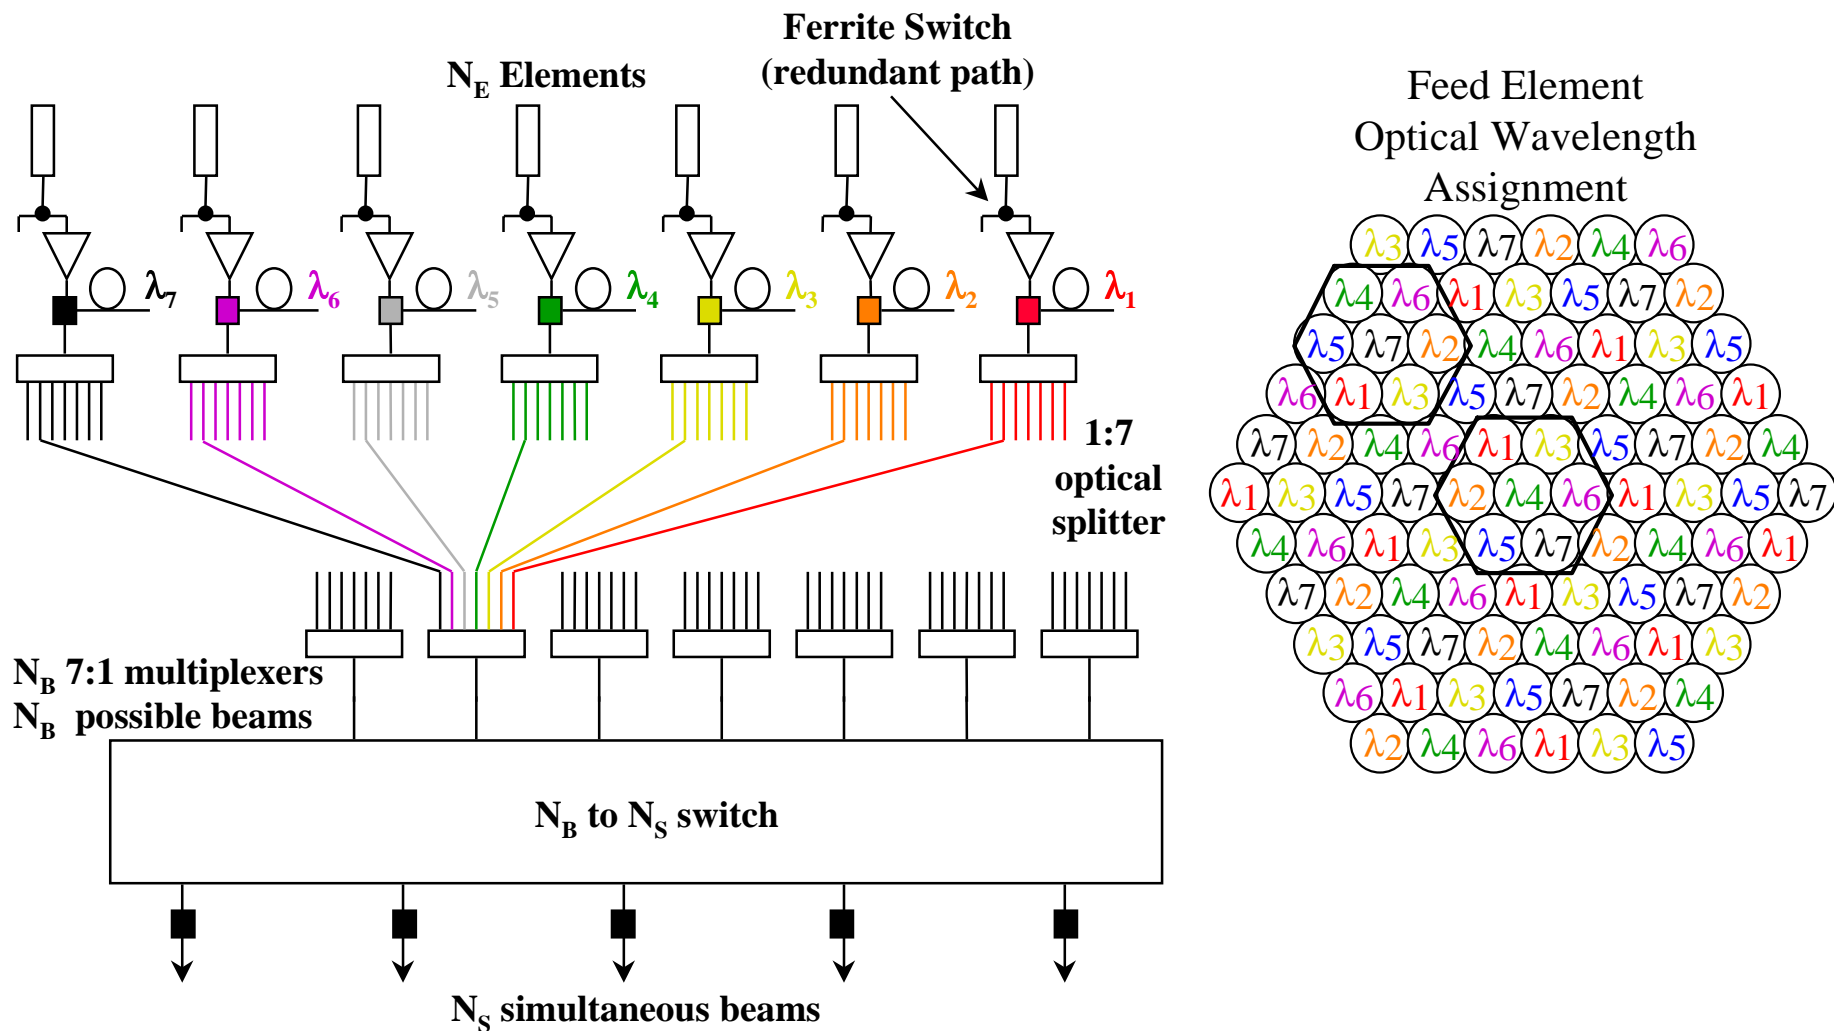 Ferrite Switch
(redundant path)
N_E Elements
λ7 λ6 λ5 λ4 λ3 λ2 λ1
1:7
optical
splitter
N_B 7:1 multiplexers
N_B possible beams
N_B to N_S switch
N_S simultaneous beams
Feed Element
Optical Wavelength
Assignment
λ3 λ5 λ7 λ2 λ4 λ6
λ4 λ6 λ1 λ3 λ5 λ7 λ2
λ5 λ7 λ2 λ4 λ6 λ1 λ3 λ5
λ6 λ1 λ3 λ5 λ7 λ2 λ4 λ6 λ1
λ7 λ2 λ4 λ6 λ1 λ3 λ5 λ7 λ2 λ4
λ1 λ3 λ5 λ7 λ2 λ4 λ6 λ1 λ3 λ5 λ7
λ4 λ6 λ1 λ3 λ5 λ7 λ2 λ4 λ6 λ1
λ7 λ2 λ4 λ6 λ1 λ3 λ5 λ7 λ2
λ3 λ5 λ7 λ2 λ4 λ6 λ1 λ3
λ6 λ1 λ3 λ5 λ7 λ2 λ4
λ2 λ4 λ6 λ1 λ3 λ5